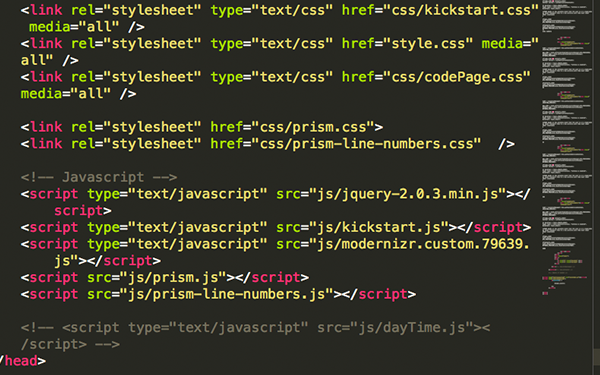 <link rel="stylesheet" type="text/css" href="css/kickstart.css"
media="all" />
<link rel="stylesheet" type="text/css" href="style.css" media="
all" />
<link rel="stylesheet" type="text/css" href="css/codePage.css"
media="all" />
<link rel="stylesheet" href="css/prism.css">
<link rel="stylesheet" href="css/prism-line-numbers.css"  />
<!-- Javascript -->
<script type="text/javascript" src="js/jquery-2.0.3.min.js"></
script>
<script type="text/javascript" src="js/kickstart.js"></script>
<script type="text/javascript" src="js/modernizr.custom.79639.
js"></script>
<script src="js/prism.js"></script>
<script src="js/prism-line-numbers.js"></script>
<!-- <script type="text/javascript" src="js/dayTime.js"><
/script> -->
/head>